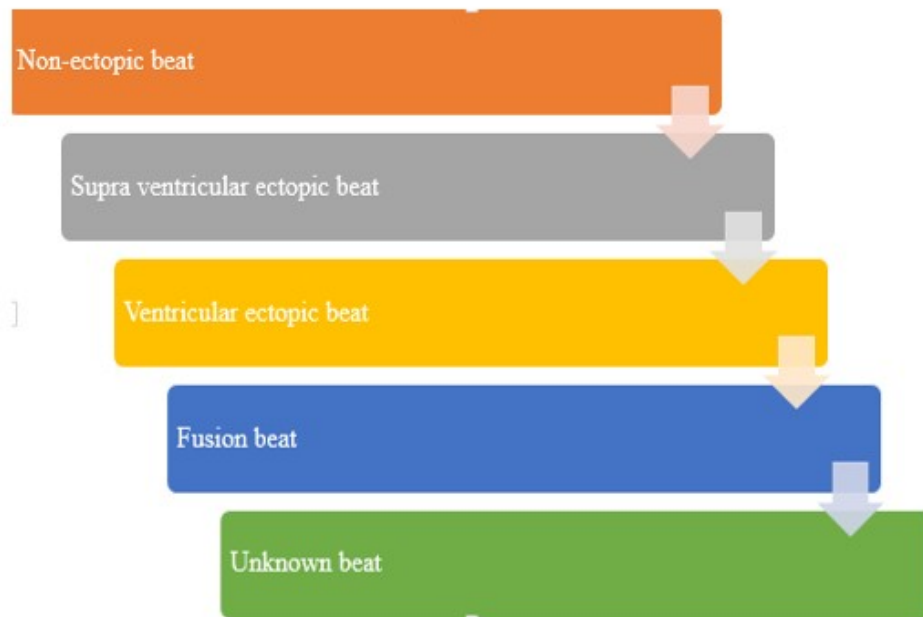 Non-ectopic beat
Supra ventricular ectopic beat
Ventricular ectopic beat
Fusion beat
Unknown beat